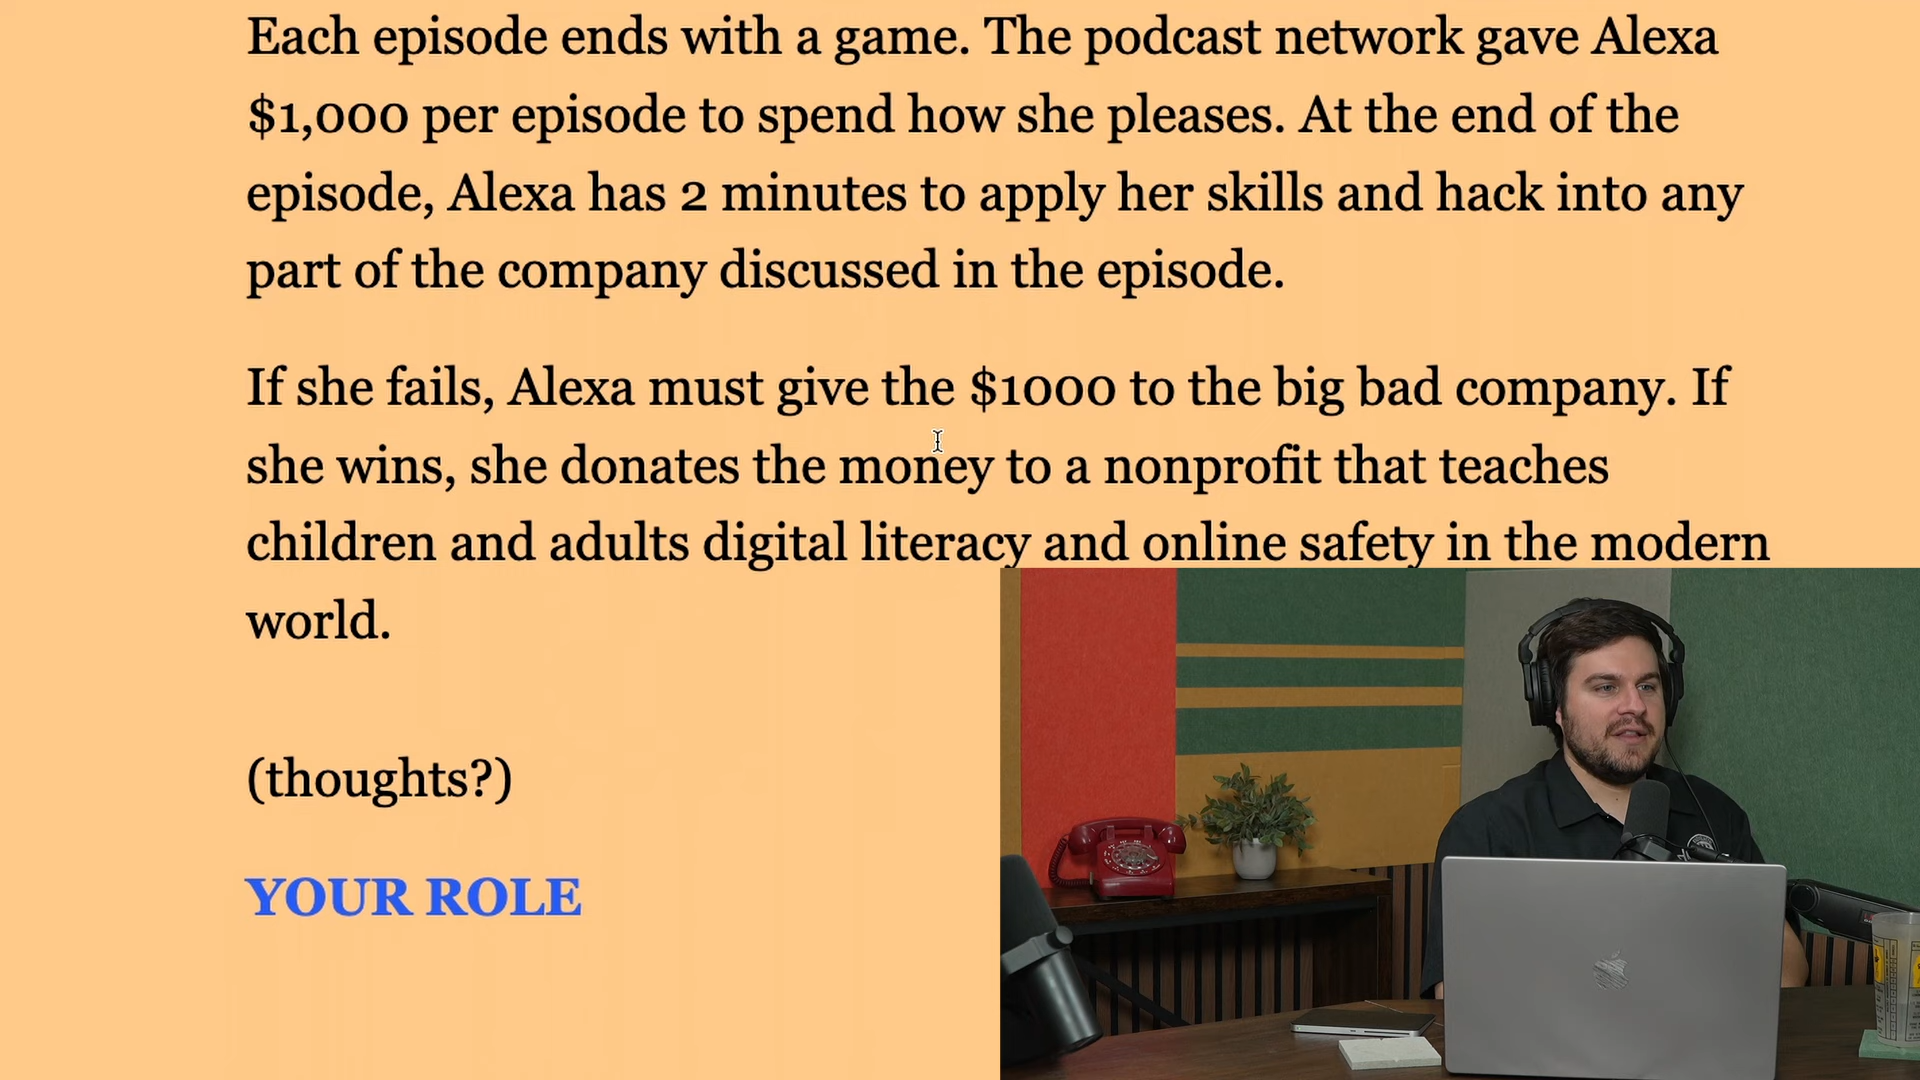 Each episode ends with a game. The podcast network gave Alexa
$1,000 per episode to spend how she pleases. At the end of the
episode, Alexa has 2 minutes to apply her skills and hack into any
part of the company discussed in the episode.
If she fails, Alexa must give the $1000 to the big bad company. If
she wins, she donates the money to a nonprofit that teaches
children and adults digital literacy and online safety in the modern
world.
(thoughts?)
YOUR ROLE